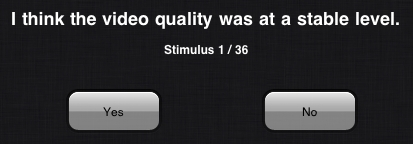 I think the video quality was at a stable level.
Stimulus 1 / 36
Yes No